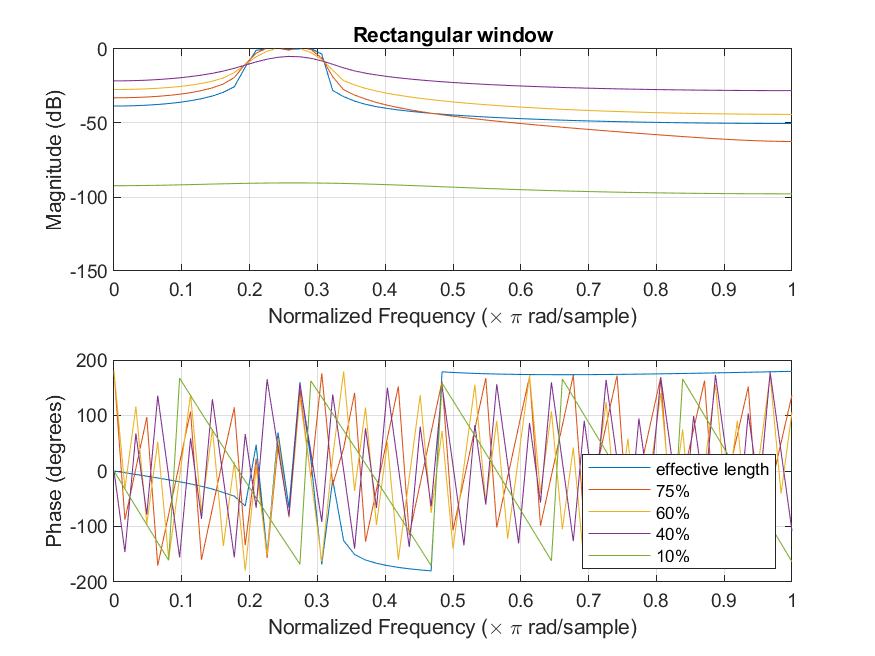 Rectangular window
0
-50
-100
-150
Magnitude (dB)
0 0.1 0.2 0.3 0.4 0.5 0.6 0.7 0.8 0.9 1
Normalized Frequency (× π rad/sample)
200
100
0
-100
-200
Phase (degrees)
effective length
75%
60%
40%
10%
0 0.1 0.2 0.3 0.4 0.5 0.6 0.7 0.8 0.9 1
Normalized Frequency (× π rad/sample)